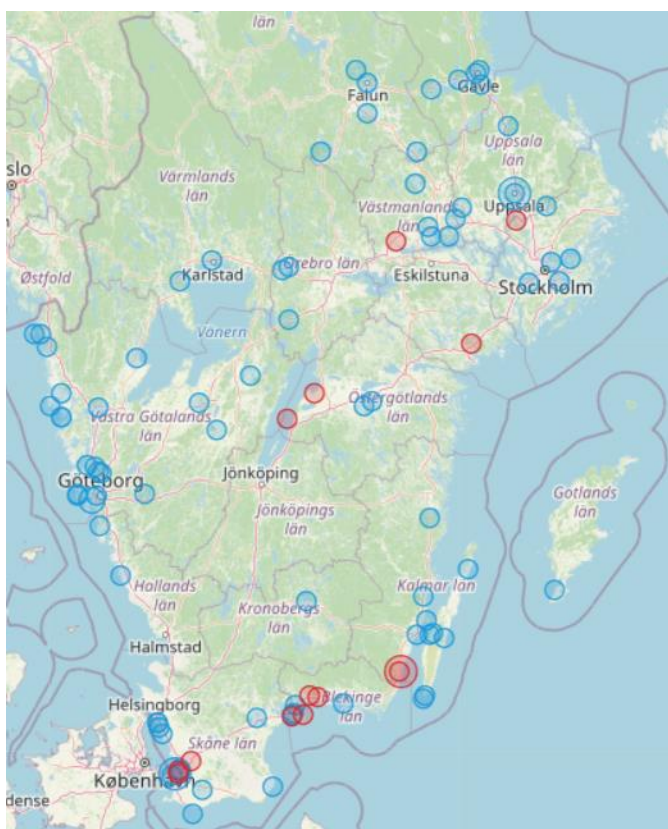 län
län
Falun
Gävle
slo
Värmlands
län
Uppsala
län
Uppsala
Västmanlands
län
Örebro län
Østfold
Karlstad
Eskilstuna
Stockholm
Vänern
Östergötlands
län
Västra Götalands
län
Göteborg
Jönköping
Gotlands
län
Jönköpings
län
Hallands
län
Kalmar län
Kronobergs
län
Halmstad
Helsingborg
Blekinge
län
Skåne län
København
dense